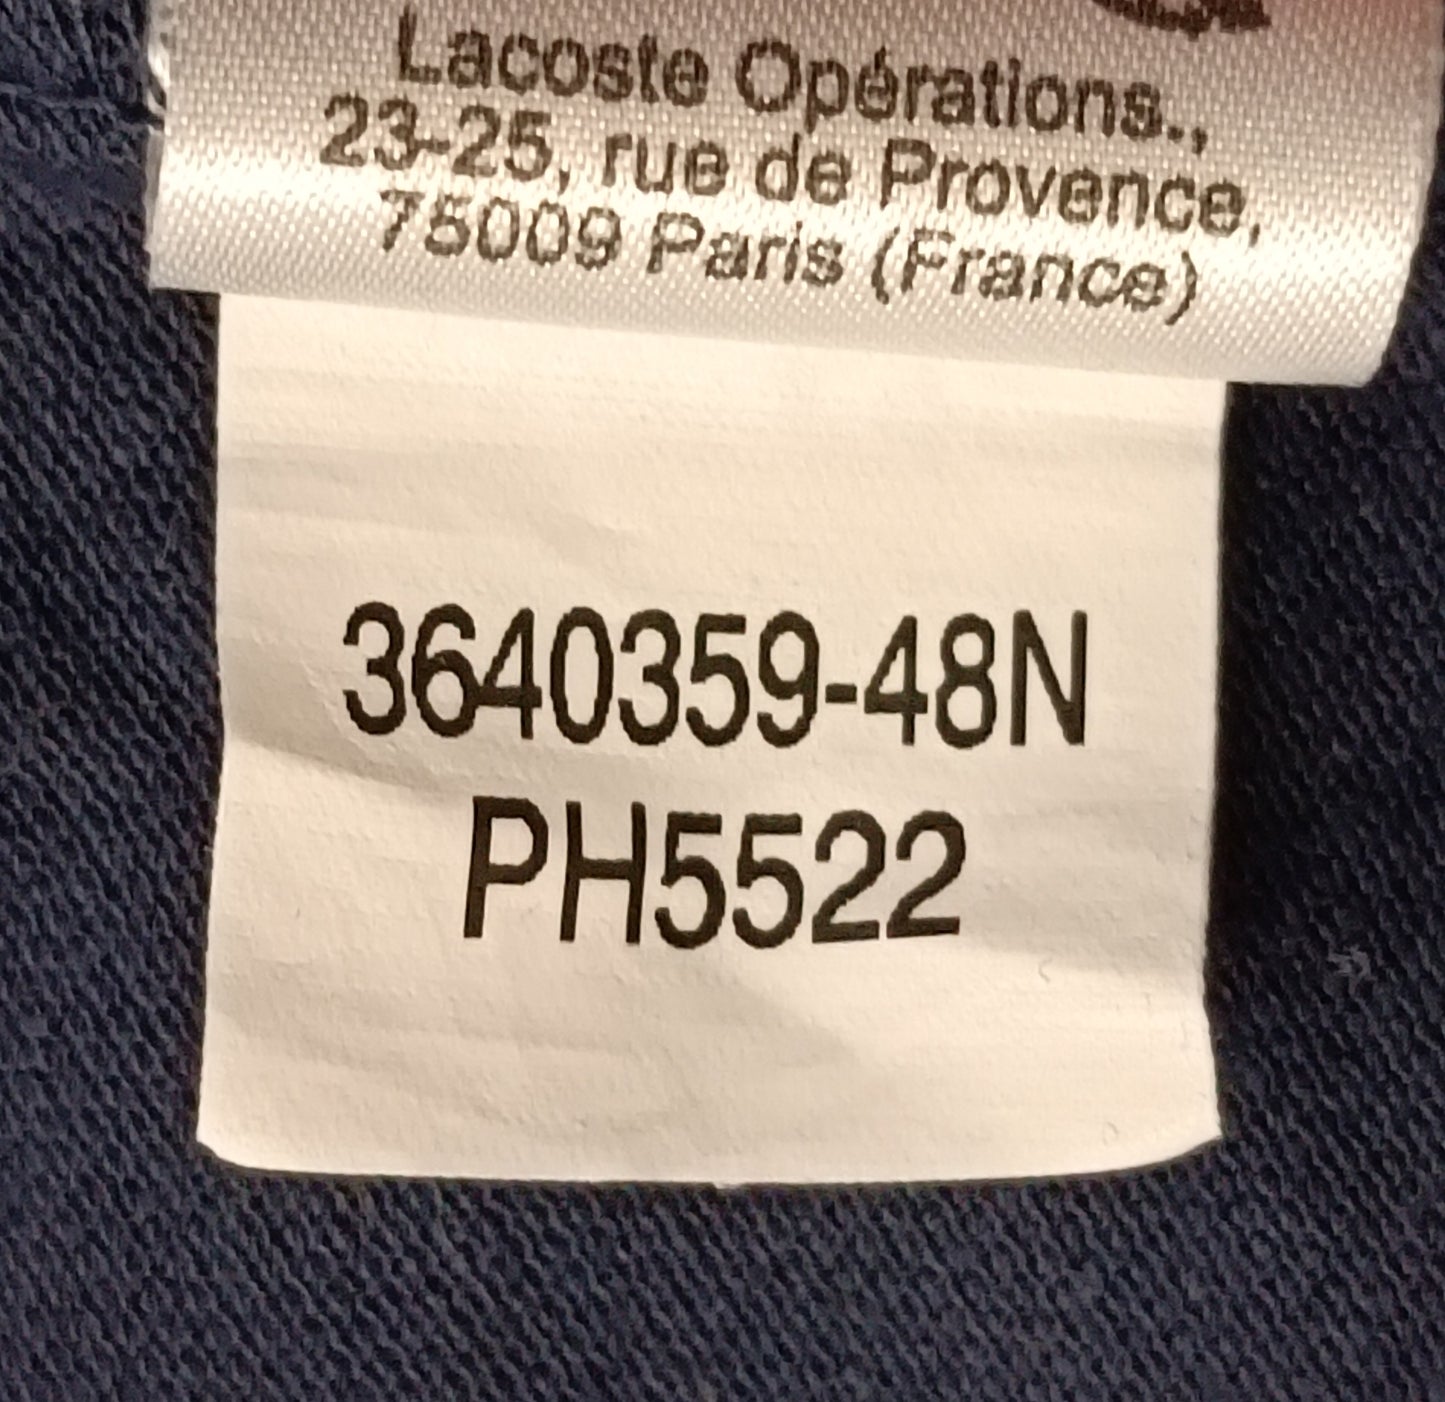 Lacoste Opérations.,
23-25, rue de Provence,
75009 Paris (France)
3640359-48N
PH5522